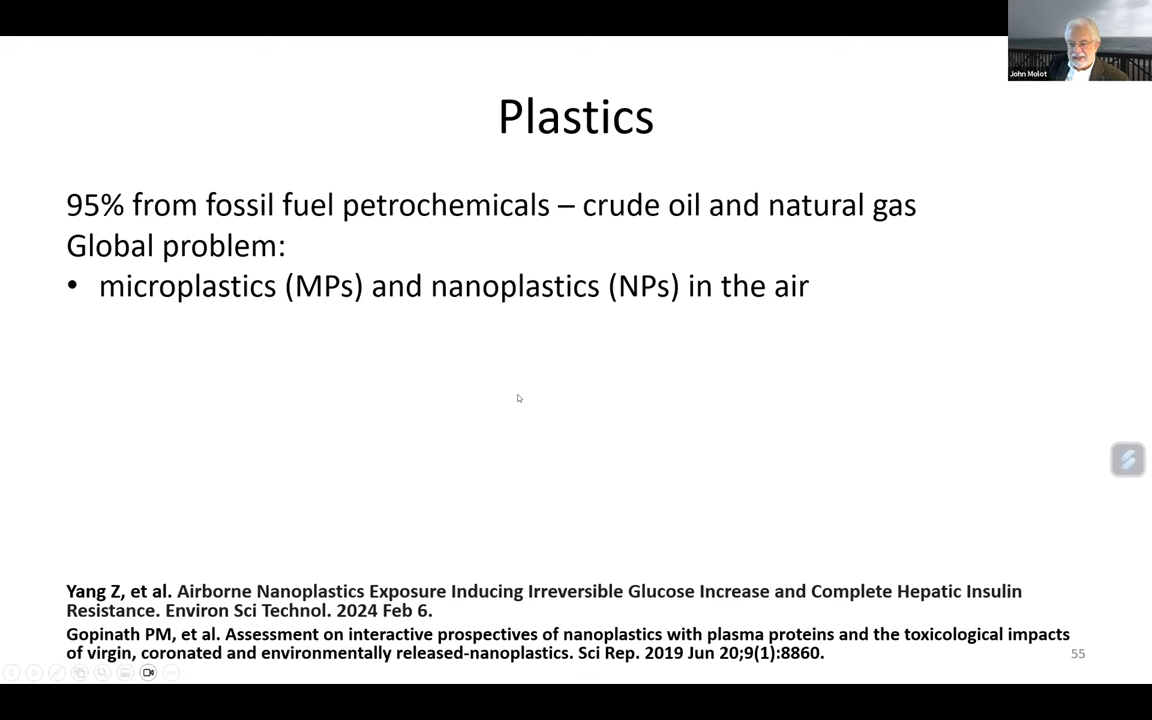 John Molot
Plastics
95% from fossil fuel petrochemicals – crude oil and natural gas
Global problem:
• microplastics (MPs) and nanoplastics (NPs) in the air
Yang Z, et al. Airborne Nanoplastics Exposure Inducing Irreversible Glucose Increase and Complete Hepatic Insulin
Resistance. Environ Sci Technol. 2024 Feb 6.
Gopinath PM, et al. Assessment on interactive prospectives of nanoplastics with plasma proteins and the toxicological impacts
of virgin, coronated and environmentally released-nanoplastics. Sci Rep. 2019 Jun 20;9(1):8860.
55